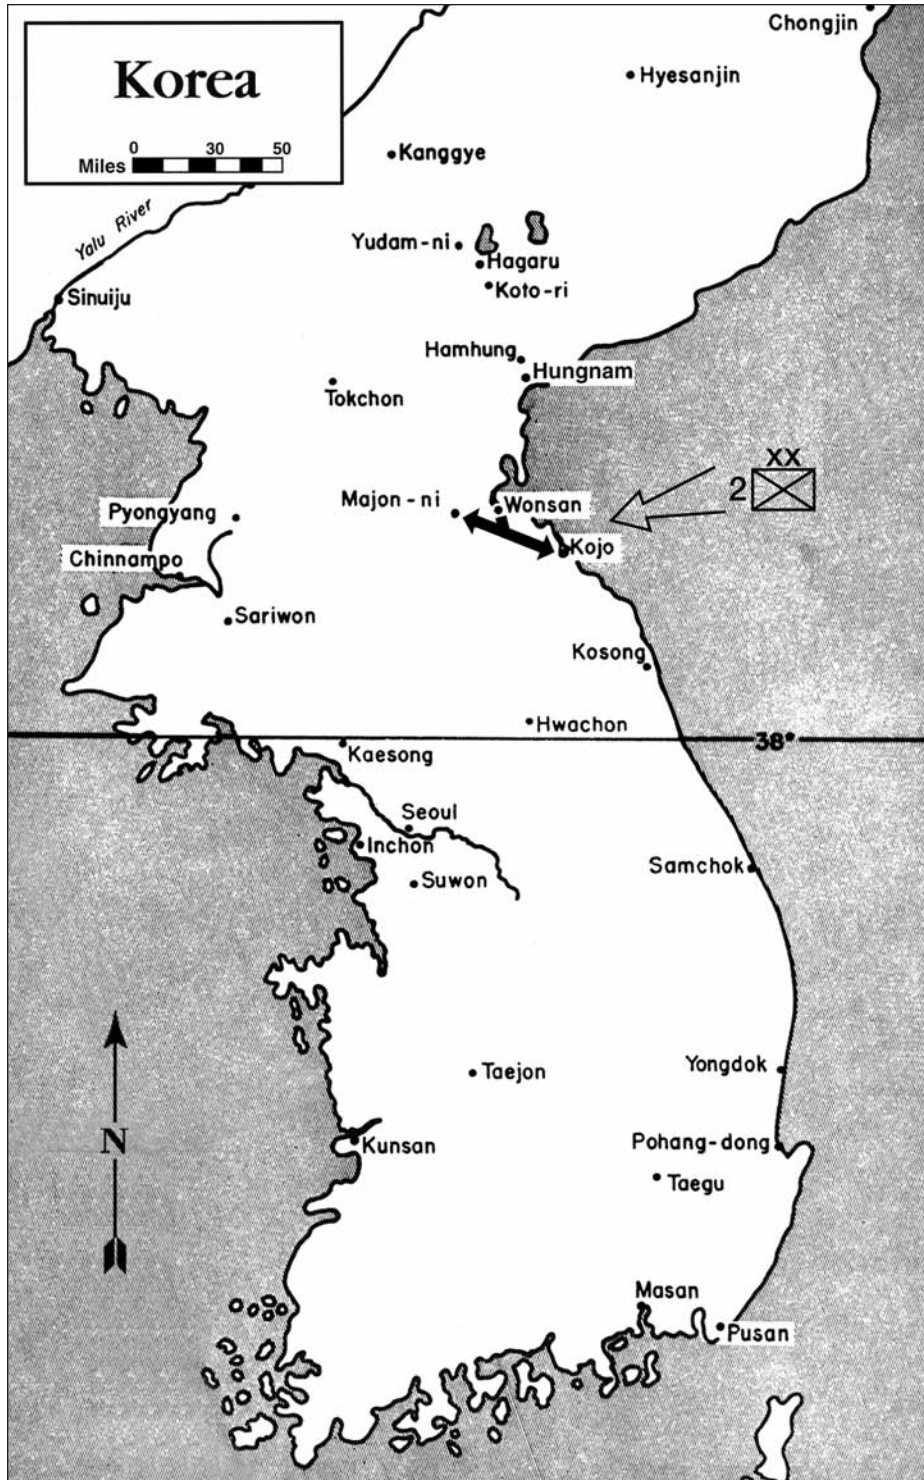 Chongjin
Korea
0 30 50
Miles
Hyesanjin
Kanggye
Yalu River
Yudam-ni
Hagaru
Koto-ri
Sinuiju
Hamhung
Hungnam
Tokchon
XX
2
Majon-ni
Wonsan
Pyongyang
Kojo
Chinnampo
Sariwon
Kosong
Hwachon
38°
Kaesong
Seoul
Inchon
Samchok
Suwon
Yongdok
Taejon
N
Pohang-dong
Kunsan
Taegu
Masan
Pusan